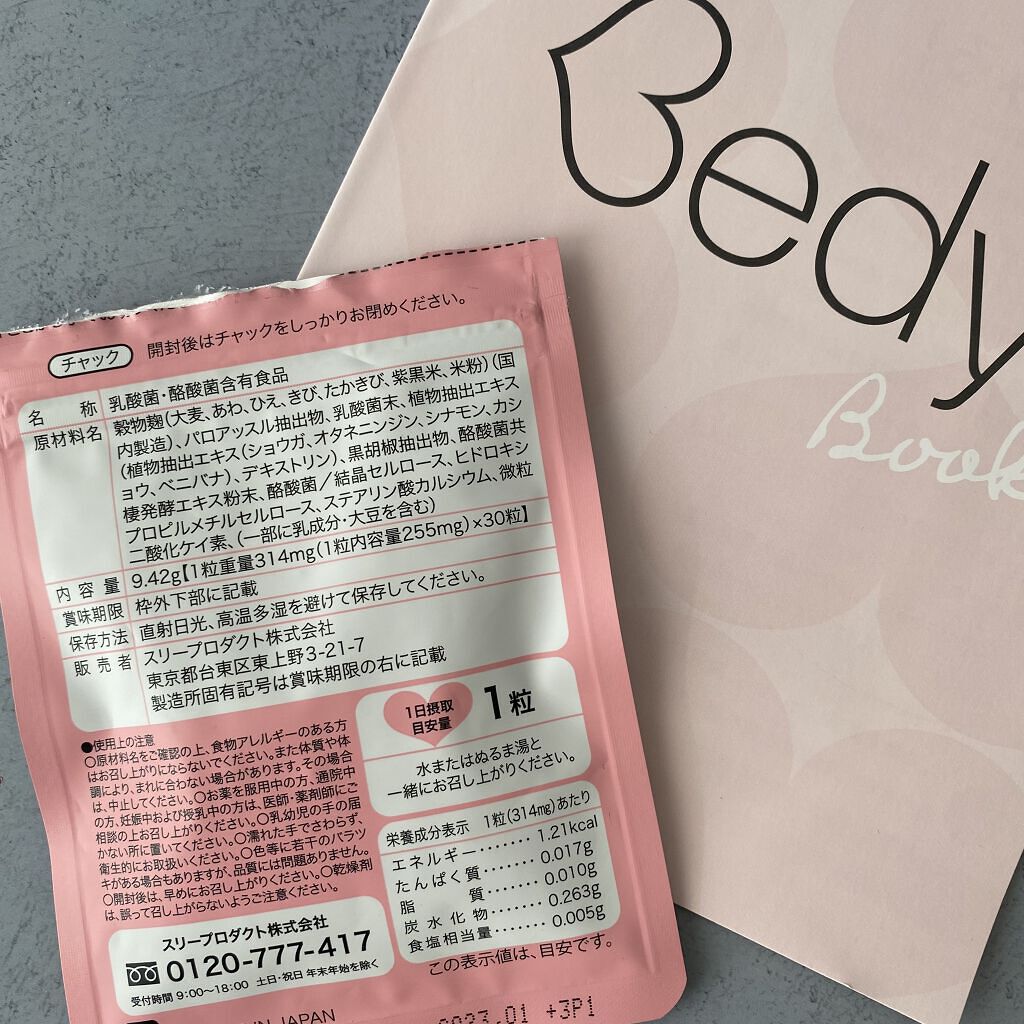 Bedy
Book
チャック
開封後はチャックをしっかりお閉めください。
名称 乳酸菌・酪酸菌含有食品
原材料名 穀物麹(大麦、あわ、ひえ、きび、たかきび、紫黒米、米粉)(国
内製造)、バロアッスル抽出物、乳酸菌末、植物抽出エキス
(植物抽出エキス(ショウガ、オタネニンジン、シナモン、カシ
ョウ、ベニバナ)、デキストリン)、黒胡椒抽出物、酪酸菌共
棲発酵エキス粉末、酪酸菌/結晶セルロース、ヒドロキシ
プロピルメチルセルロース、ステアリン酸カルシウム、微粒
二酸化ケイ素、(一部に乳成分・大豆を含む)
内容量 9.42g【1粒重量314mg(1粒内容量255mg)×30粒】
賞味期限 枠外下部に記載
保存方法 直射日光、高温多湿を避けて保存してください。
販売者 スリープロダクト株式会社
東京都台東区東上野3-21-7
製造所固有記号は賞味期限の右に記載
●使用上の注意
○原材料名をご確認の上、食物アレルギーのある方
はお召し上がりにならないでください。また体質や体
調により、まれに合わない場合があります。その場合
は、中止してください。○お薬を服用中の方、通院中
の方、妊娠中および授乳中の方は、医師・薬剤師にご
相談の上お召し上がりください。○乳幼児の手の届
かない所に置いてください。○濡れた手でさわらず、
衛生的にお取扱いください。○色等に若干のバラツ
キがある場合もありますが、品質には問題ありません。
○開封後は、早めにお召し上がりください。○乾燥剤
は、誤って召し上がらないようご注意ください。
1日摂取
目安量
1粒
水またはぬるま湯と
一緒にお召し上がりください。
栄養成分表示 1粒(314mg)あたり
エネルギー・・・・・・・1.21kcal
たんぱく質・・・・・・・0.017g
脂質・・・・・・・0.010g
炭水化物・・・・・・・0.263g
食塩相当量・・・・・・・0.005g
この表示値は、目安です。
スリープロダクト株式会社
0120-777-417
受付時間 9:00〜18:00 土日・祝日 年末年始を除く
IN JAPAN
2023.01 +3P1